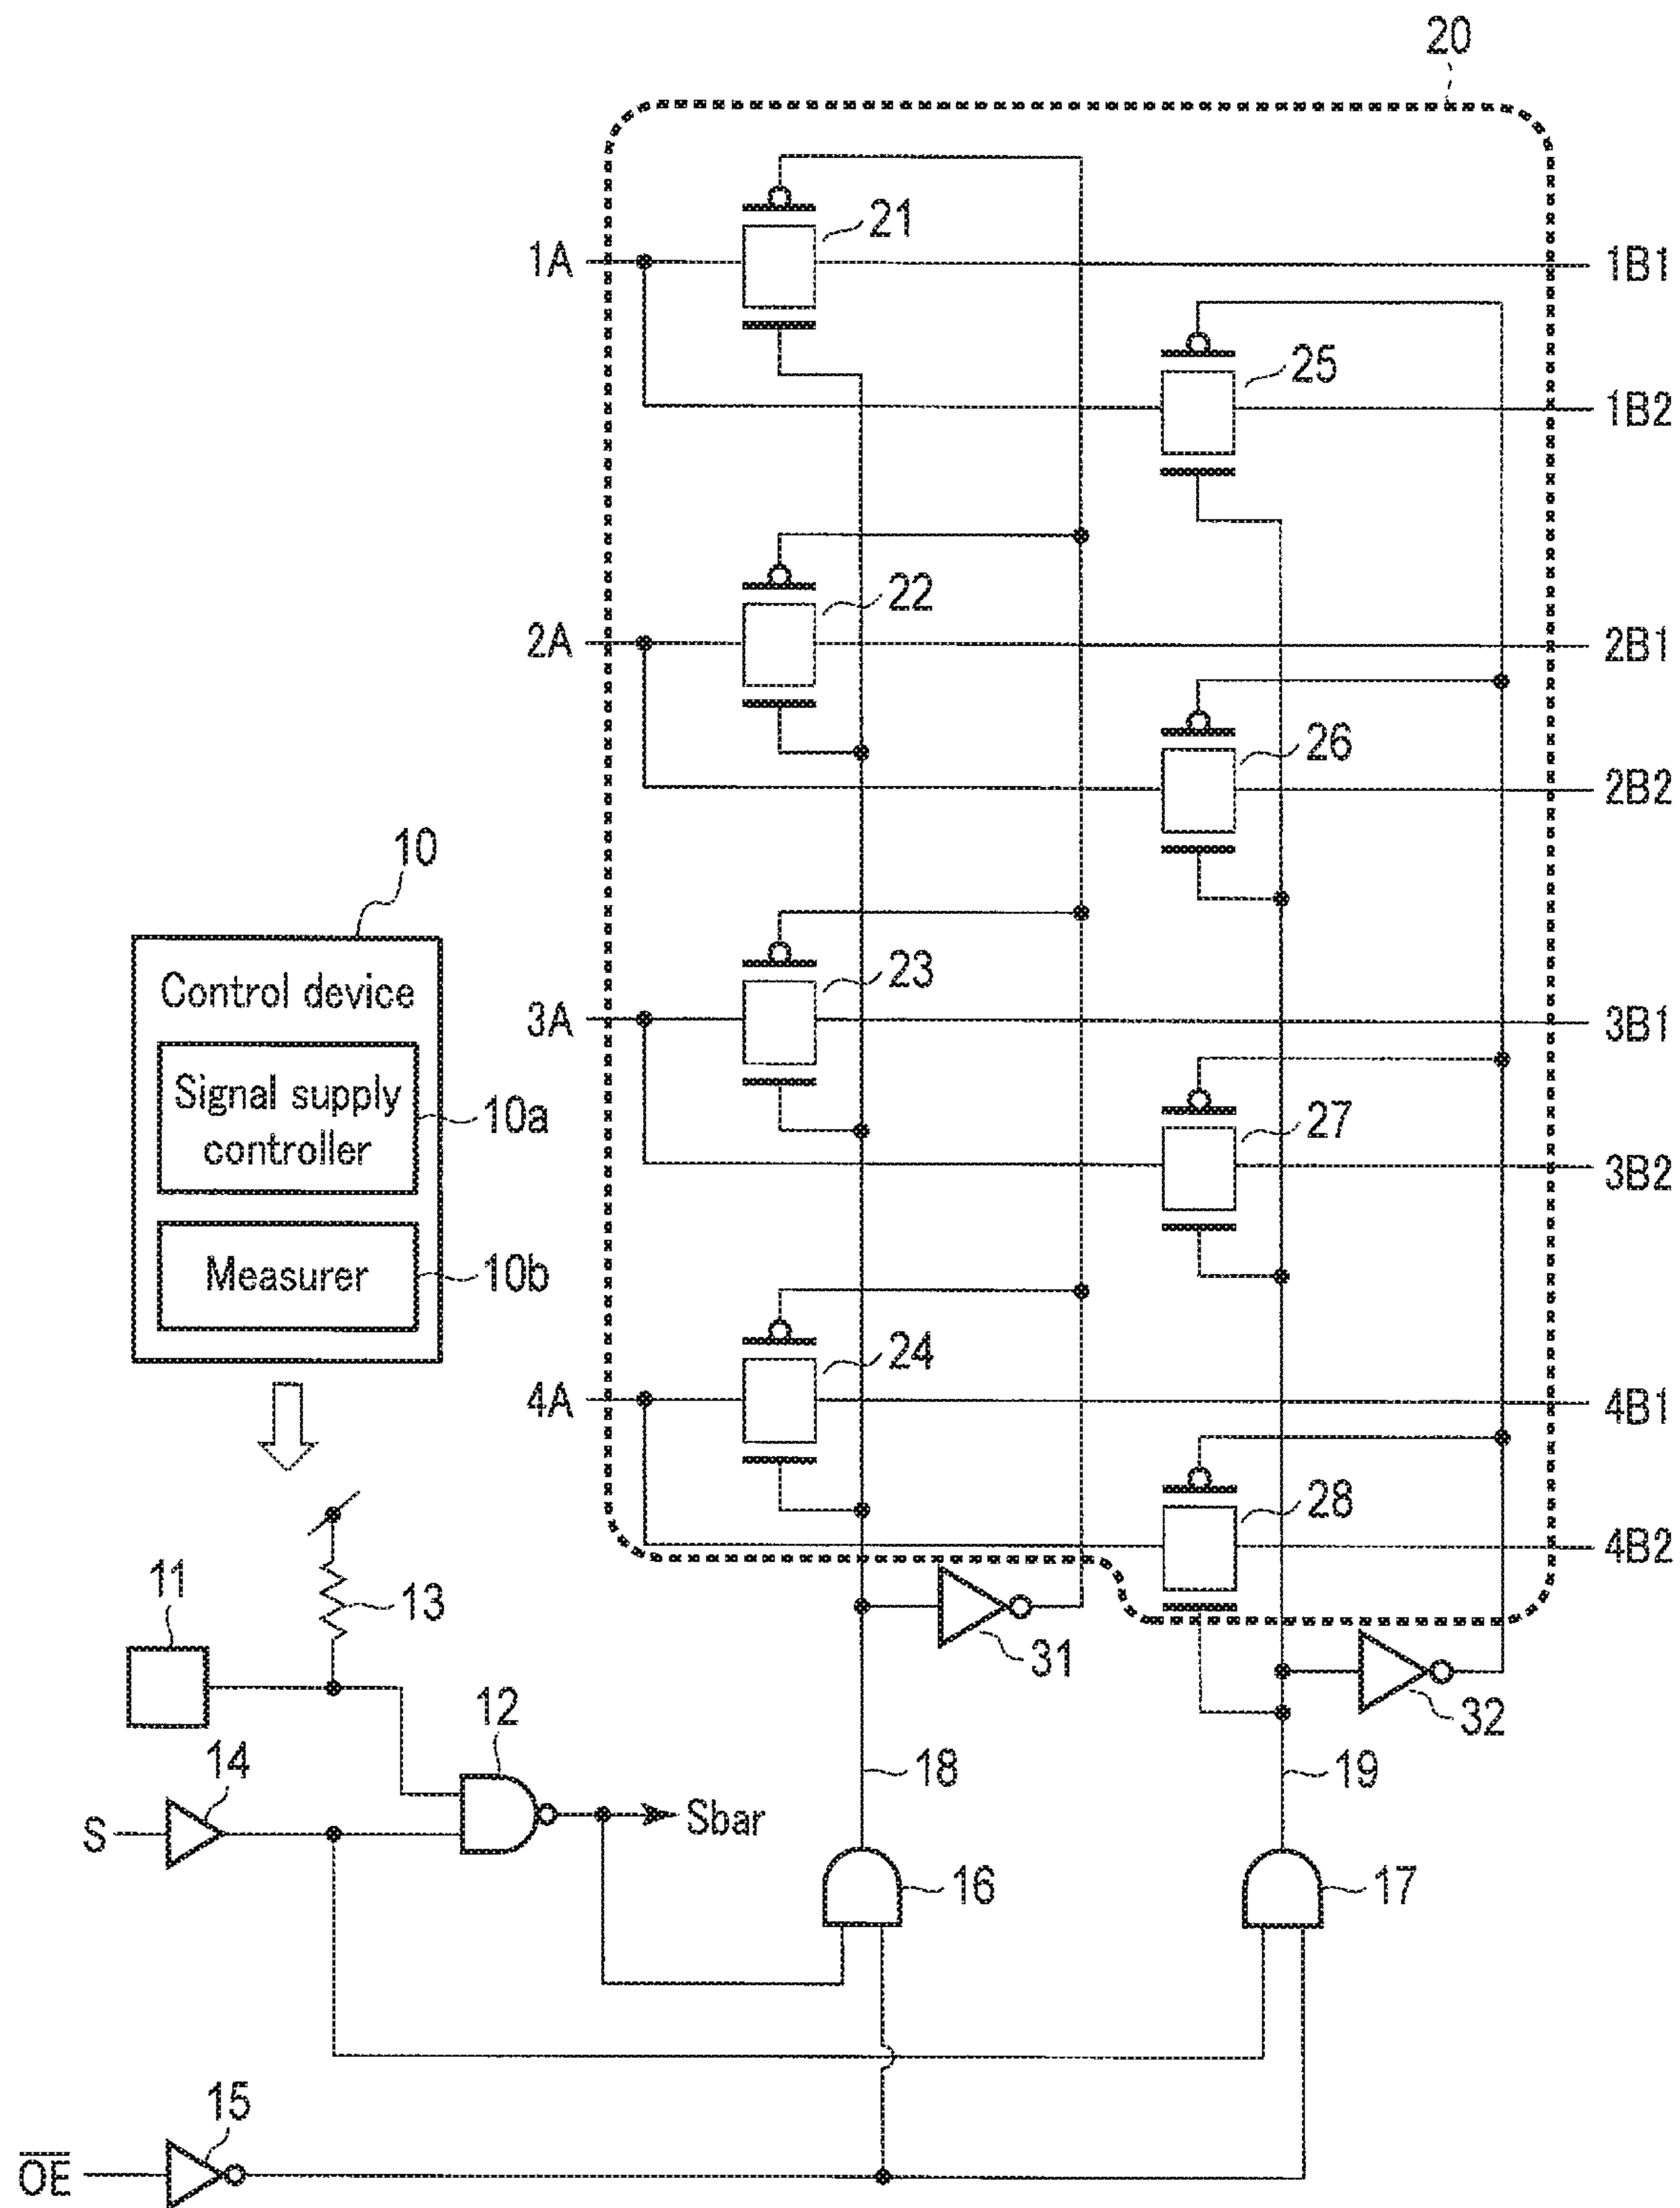 20
21
1A
1B1
25
1B2
22
2A
2B1
26
2B2
10
Control device
23
3A
3B1
Signal supply
controller
10a
27
3B2
Measurer
10b
24
4A
4B1
28
4B2
11
13
31
32
12
14
18
19
S
Sbar
16
17
15
O̅E̅